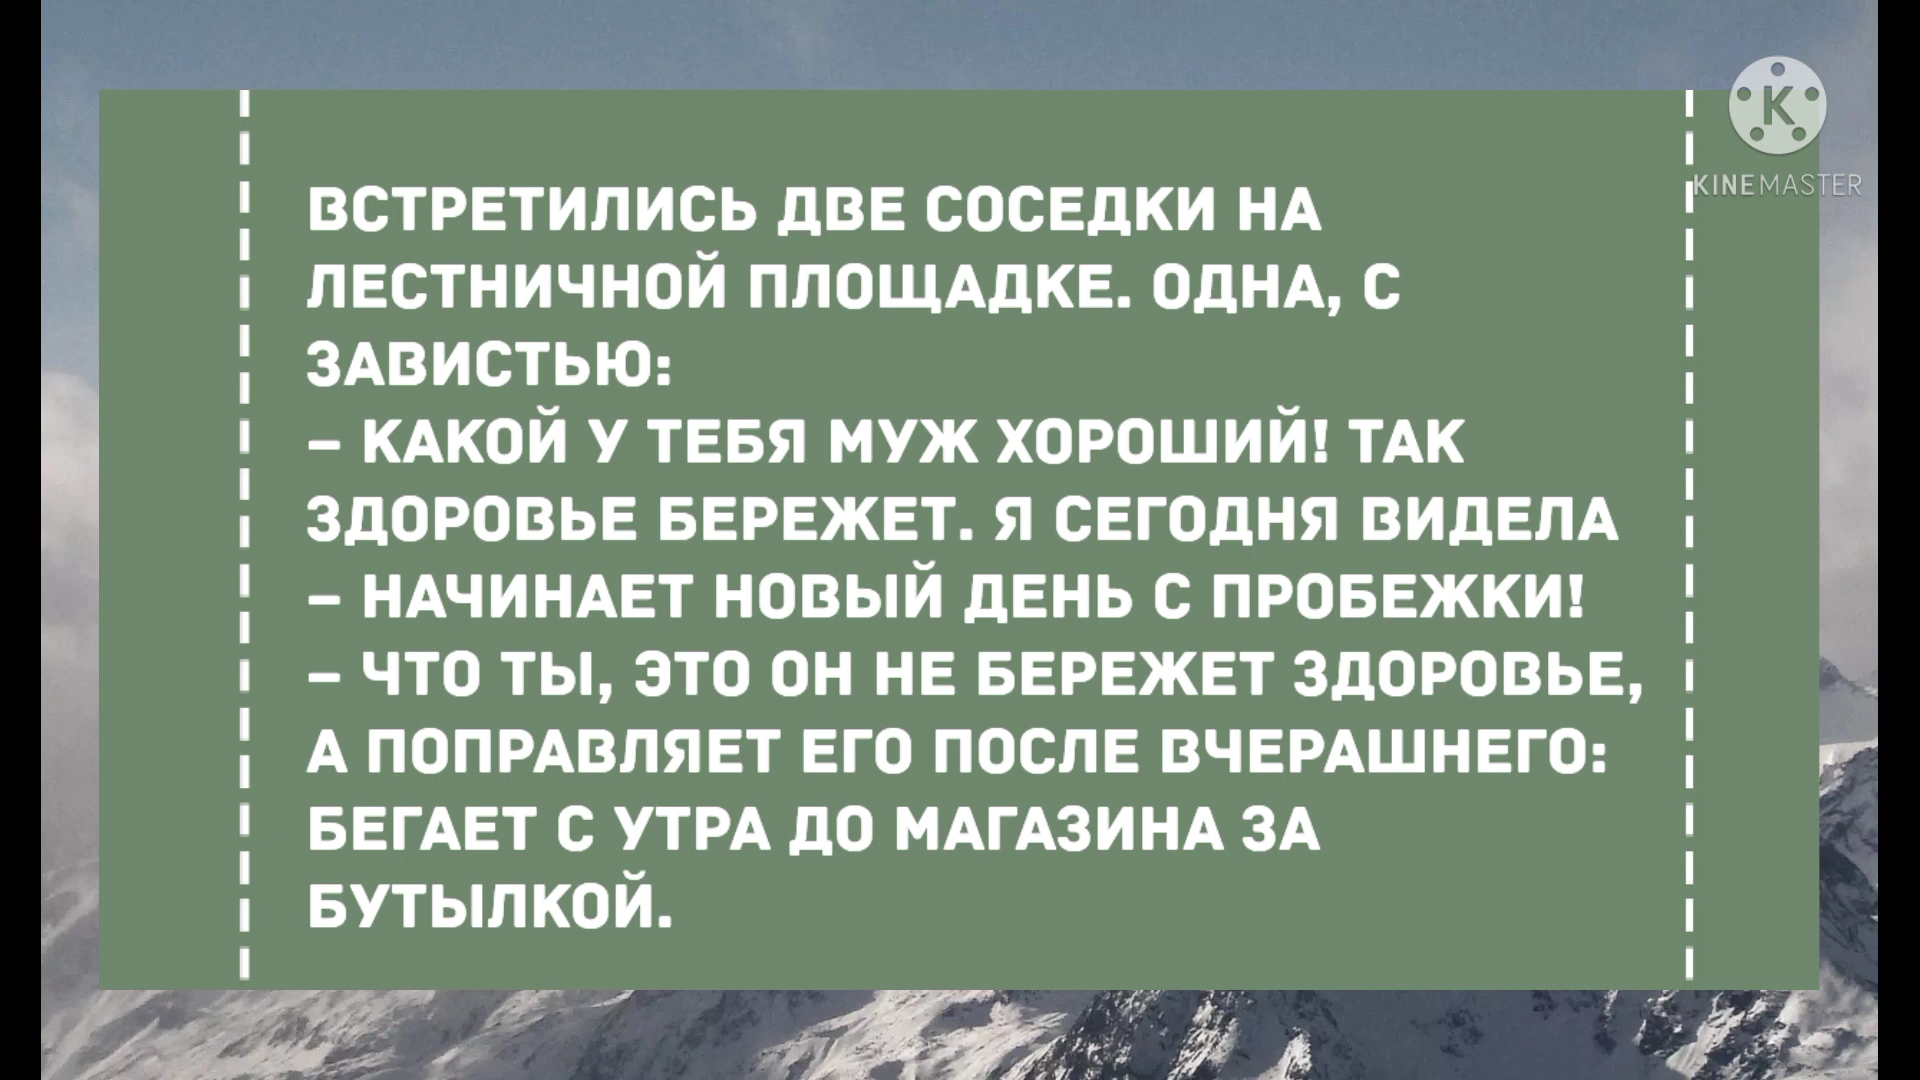 ВСТРЕТИЛИСЬ ДВЕ СОСЕДКИ НА
ЛЕСТНИЧНОЙ ПЛОЩАДКЕ. ОДНА, С
ЗАВИСТЬЮ:
– КАКОЙ У ТЕБЯ МУЖ ХОРОШИЙ! ТАК
ЗДОРОВЬЕ БЕРЕЖЕТ. Я СЕГОДНЯ ВИДЕЛА
– НАЧИНАЕТ НОВЫЙ ДЕНЬ С ПРОБЕЖКИ!
– ЧТО ТЫ, ЭТО ОН НЕ БЕРЕЖЕТ ЗДОРОВЬЕ,
А ПОПРАВЛЯЕТ ЕГО ПОСЛЕ ВЧЕРАШНЕГО:
БЕГАЕТ С УТРА ДО МАГАЗИНА ЗА
БУТЫЛКОЙ.
K
KINEMASTER